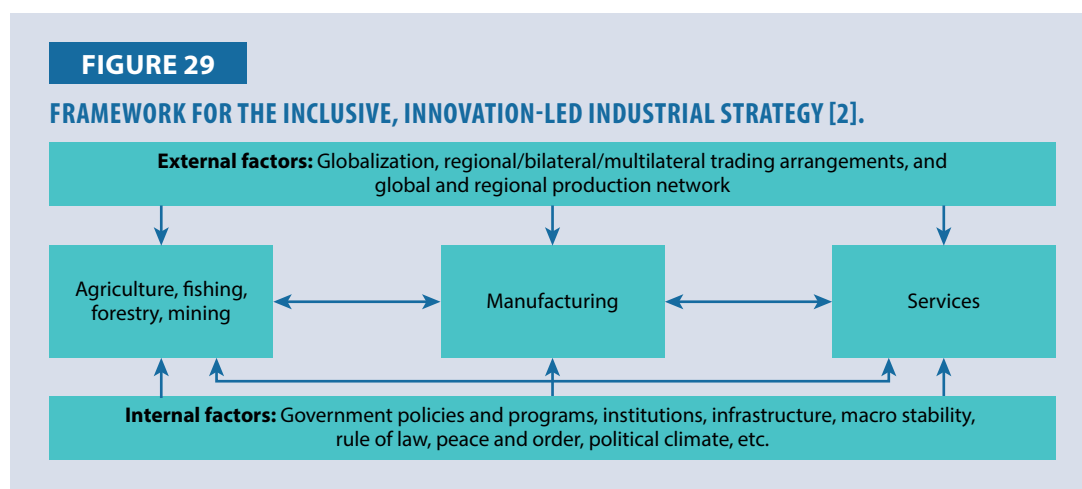 FIGURE 29
FRAMEWORK FOR THE INCLUSIVE, INNOVATION-LED INDUSTRIAL STRATEGY [2].
External factors: Globalization, regional/bilateral/multilateral trading arrangements, and
global and regional production network
Agriculture, fishing,
forestry, mining
Manufacturing
Services
Internal factors: Government policies and programs, institutions, infrastructure, macro stability,
rule of law, peace and order, political climate, etc.